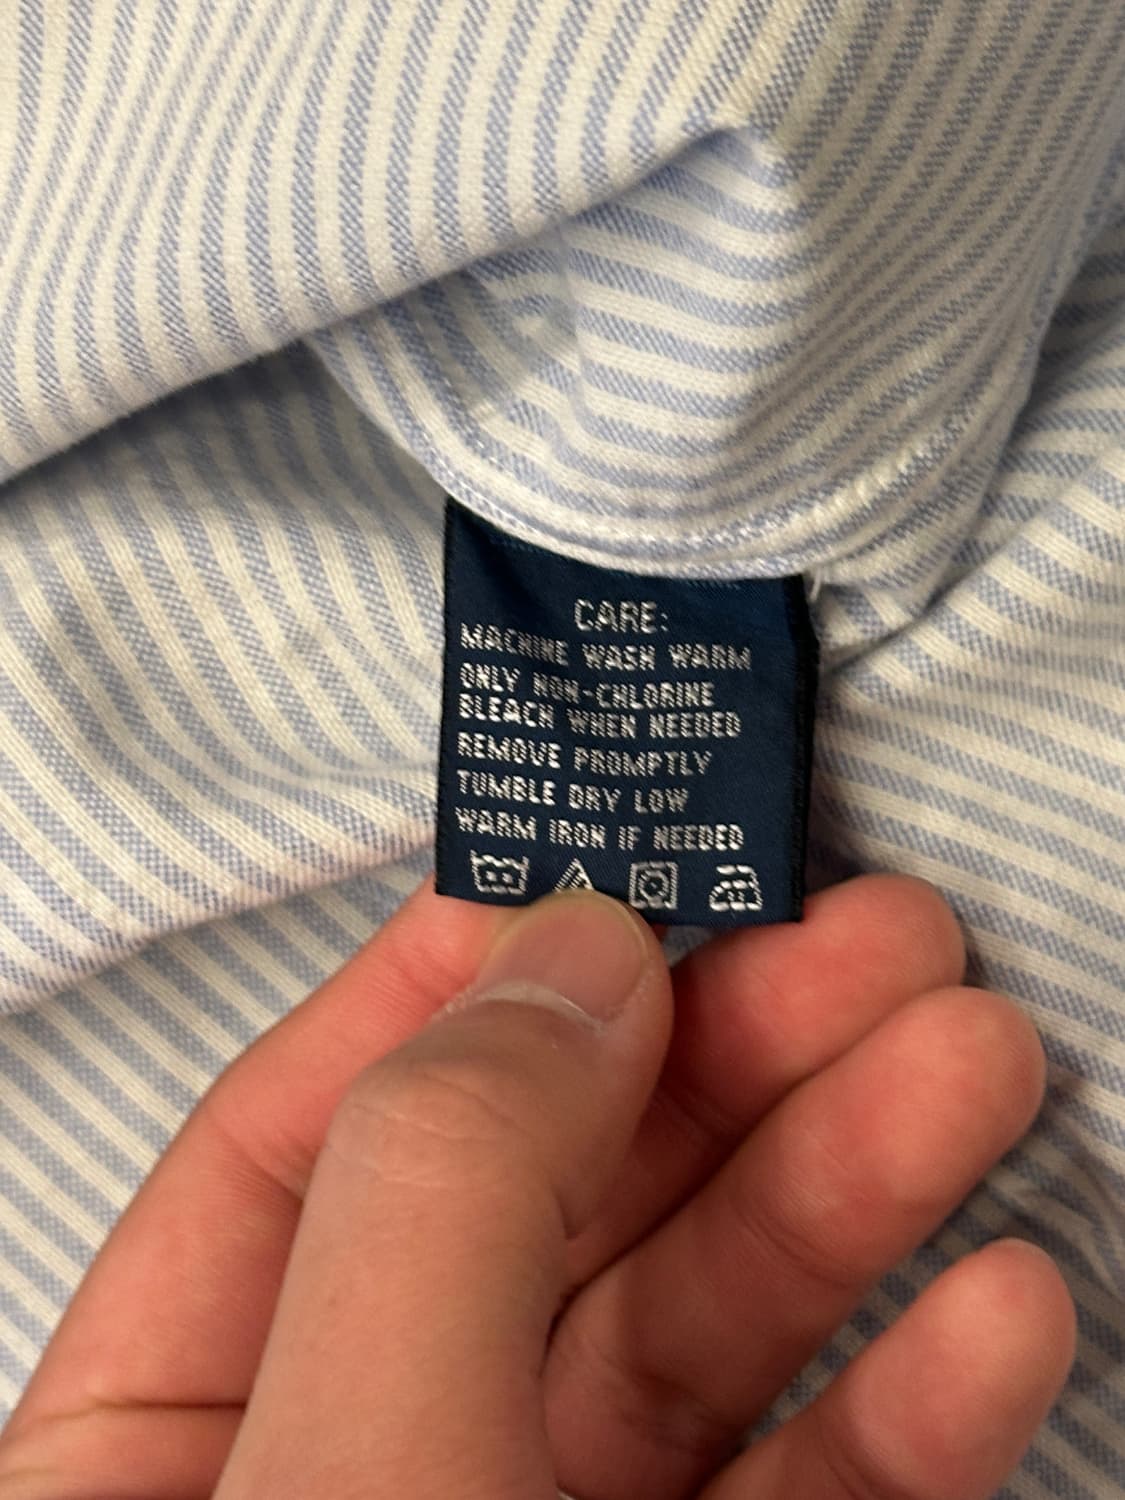 CARE:
MACHINE WASH WARM
ONLY NON-CHLORINE
BLEACH WHEN NEEDED
REMOVE PROMPTLY
TUMBLE DRY LOW
WARM IRON IF NEEDED